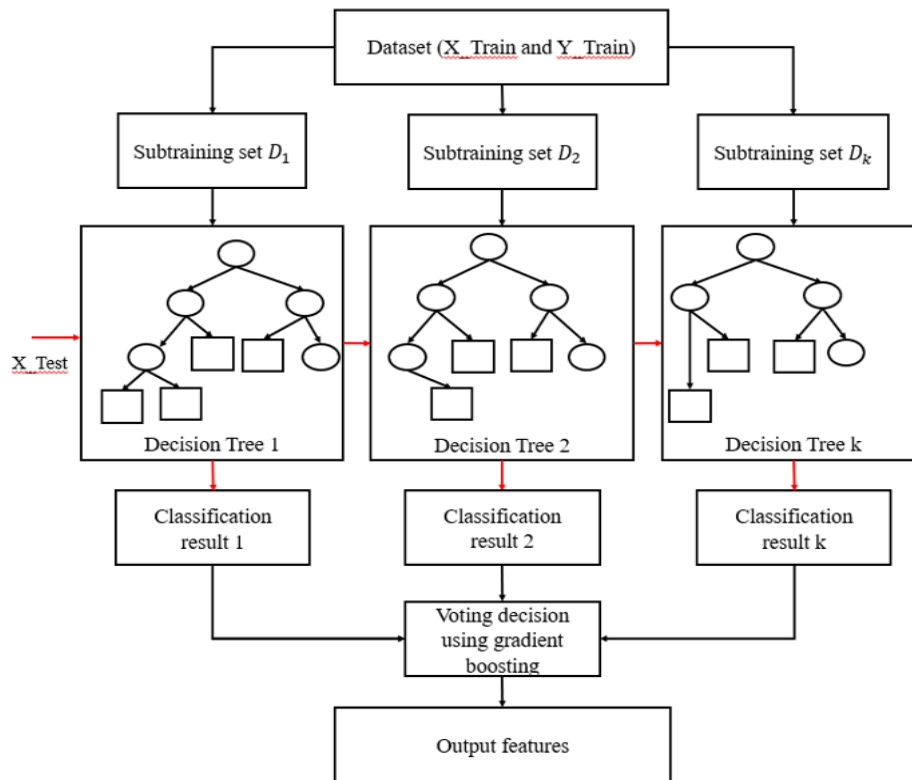 Dataset (X_Train and Y_Train)
Subtraining set D₁
Subtraining set D₂
Subtraining set Dₖ
X_Test
Decision Tree 1
Decision Tree 2
Decision Tree k
Classification
result 1
Classification
result 2
Classification
result k
Voting decision
using gradient
boosting
Output features